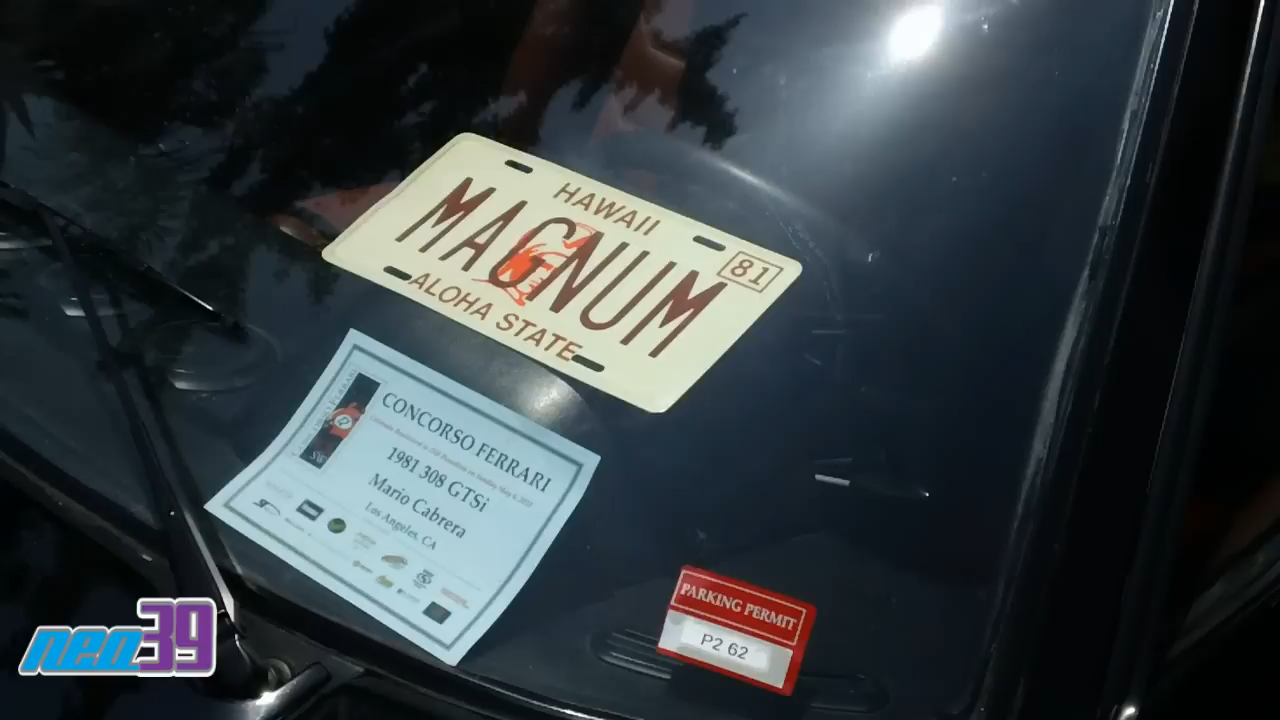 HAWAII
81
MAGNUM
ALOHA STATE
CONCORSO FERRARI
1981 308 GTSi
Mario Cabrera
Los Angeles, CA
PARKING PERMIT
P2 62
neo39